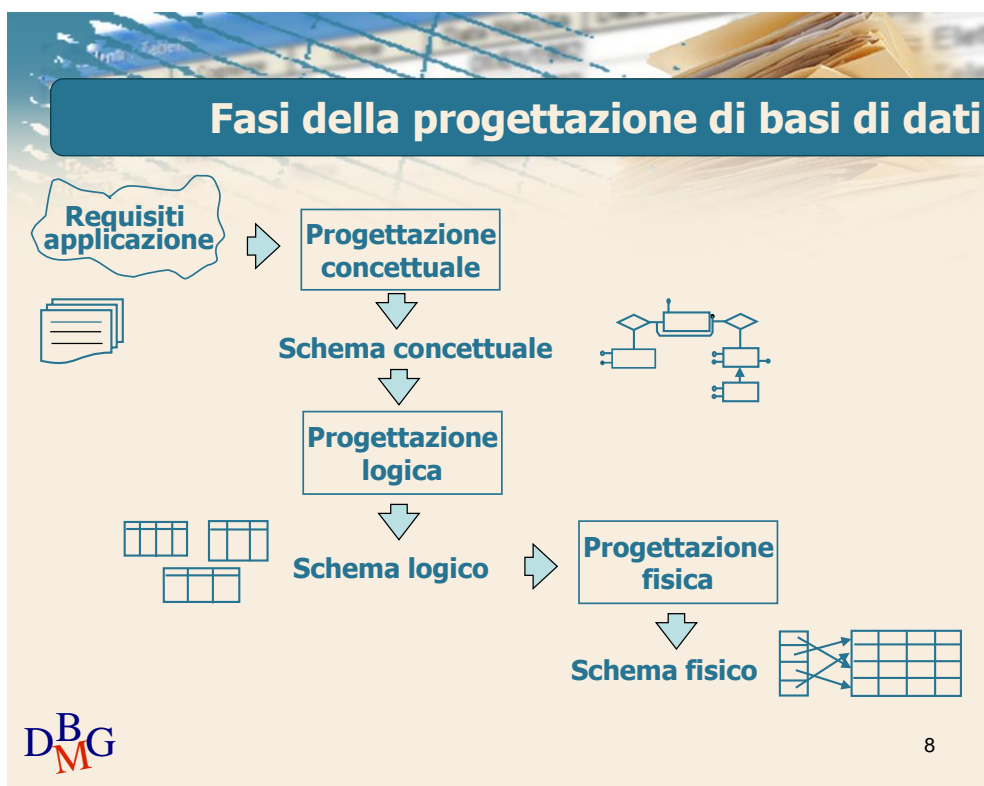 Fasi della progettazione di basi di dati
Requisiti
applicazione
Progettazione
concettuale
Schema concettuale
Progettazione
logica
Schema logico
Progettazione
fisica
Schema fisico
DBMG
8